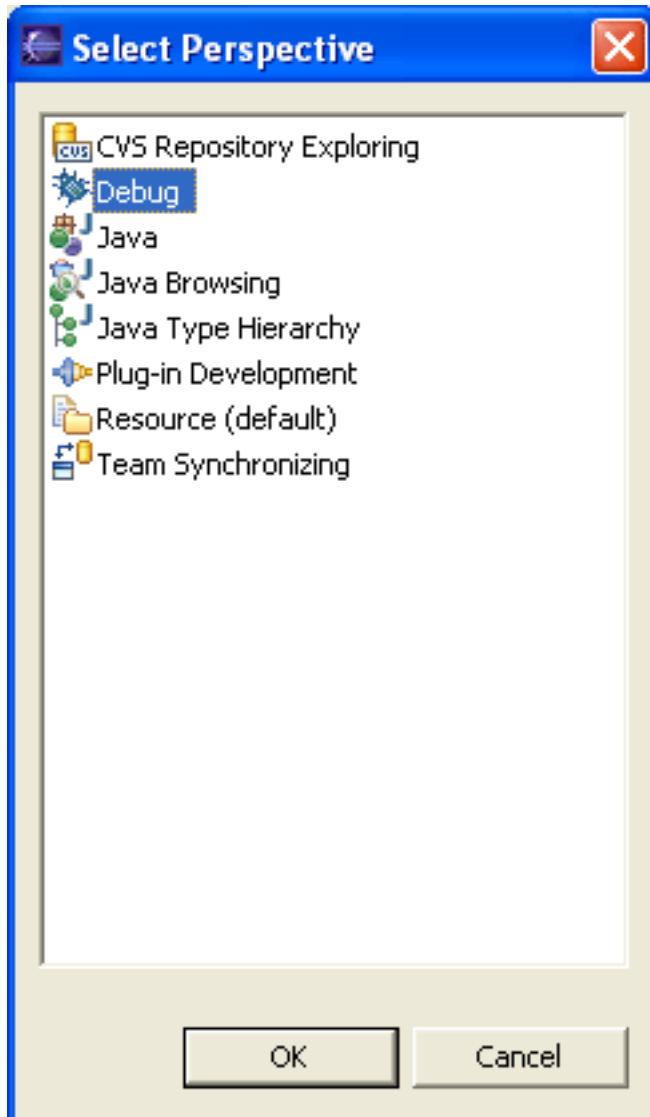 Select Perspective
CVS
CVS Repository Exploring
Debug
Java
Java Browsing
Java Type Hierarchy
Plug-in Development
Resource (default)
Team Synchronizing
OK
Cancel